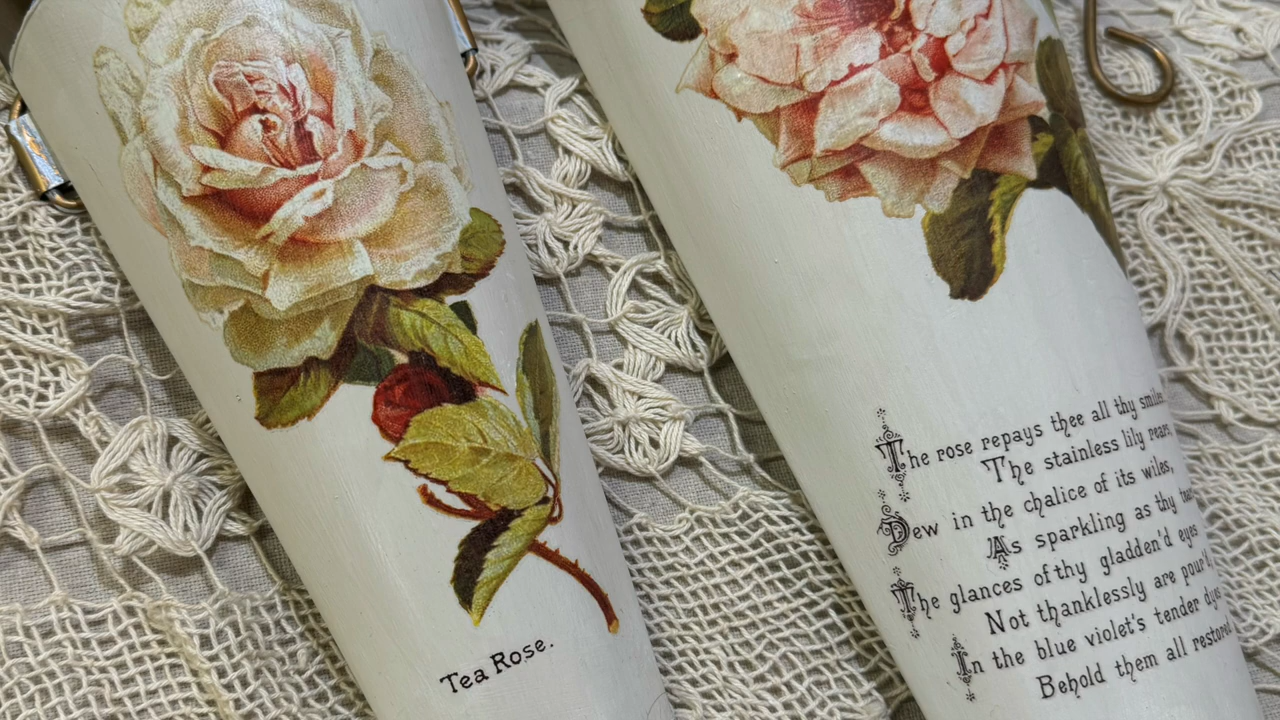 Tea Rose.
The rose repays thee all thy smiles
The stainless lily rears,
Dew in the chalice of its wiles,
As sparkling as thy
The glances of thy gladden'd eyes
Not thanklessly are pour'd,
In the blue violet's tender dyes
Behold them all restored